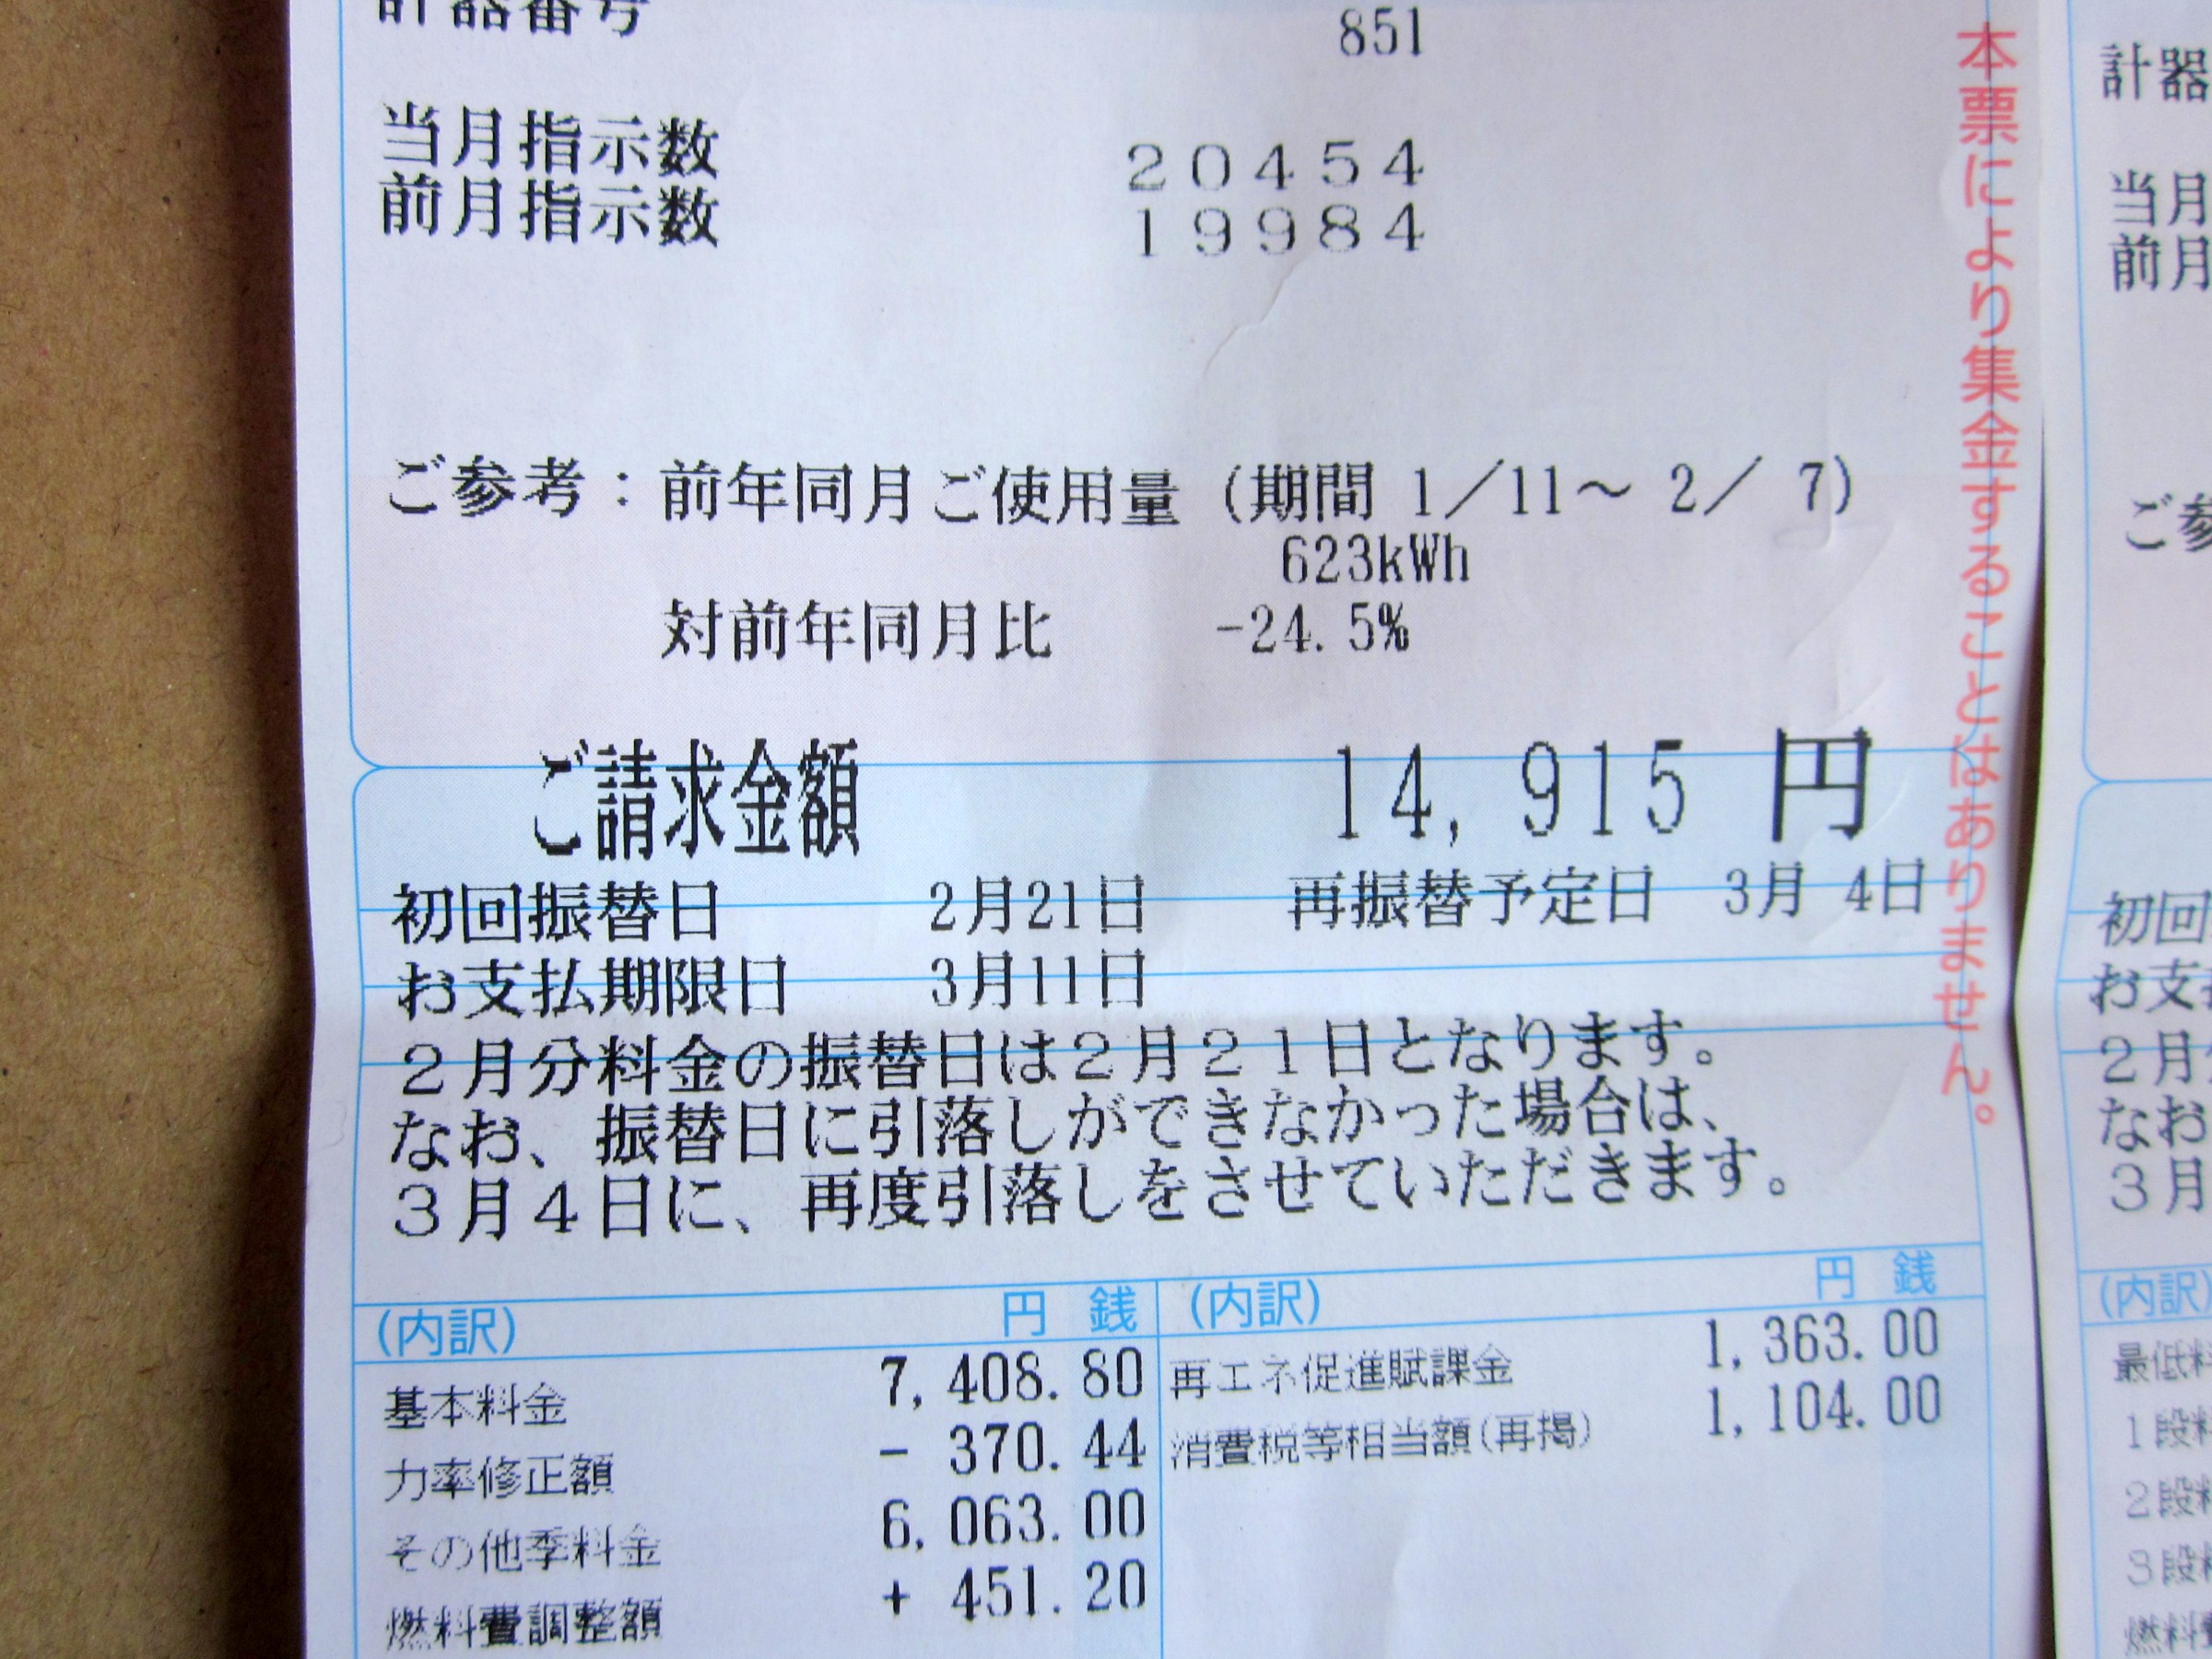 計器番号 851
当月指示数 20454
前月指示数 19984
ご参考：前年同月ご使用量（期間 1／11～ 2／ 7）
623kWh
対前年同月比 -24.5%
ご請求金額 14,915 円
初回振替日 2月21日 再振替予定日 3月 4日
お支払期限日 3月11日
２月分料金の振替日は２月２１日となります。
なお、振替日に引落しができなかった場合は、
３月４日に、再度引落しをさせていただきます。
(内訳) 円 銭
基本料金 7,408.80
力率修正額 - 370.44
その他季料金 6,063.00
燃料費調整額 + 451.20
(内訳) 円 銭
再エネ促進賦課金 1,363.00
消費税等相当額(再掲) 1,104.00
本票により集金することはありません。
計器
当月
前月
ご参
初回
お支
２月
なお
３月
(内訳)
最低料
１段料
２段料
３段料
燃料費